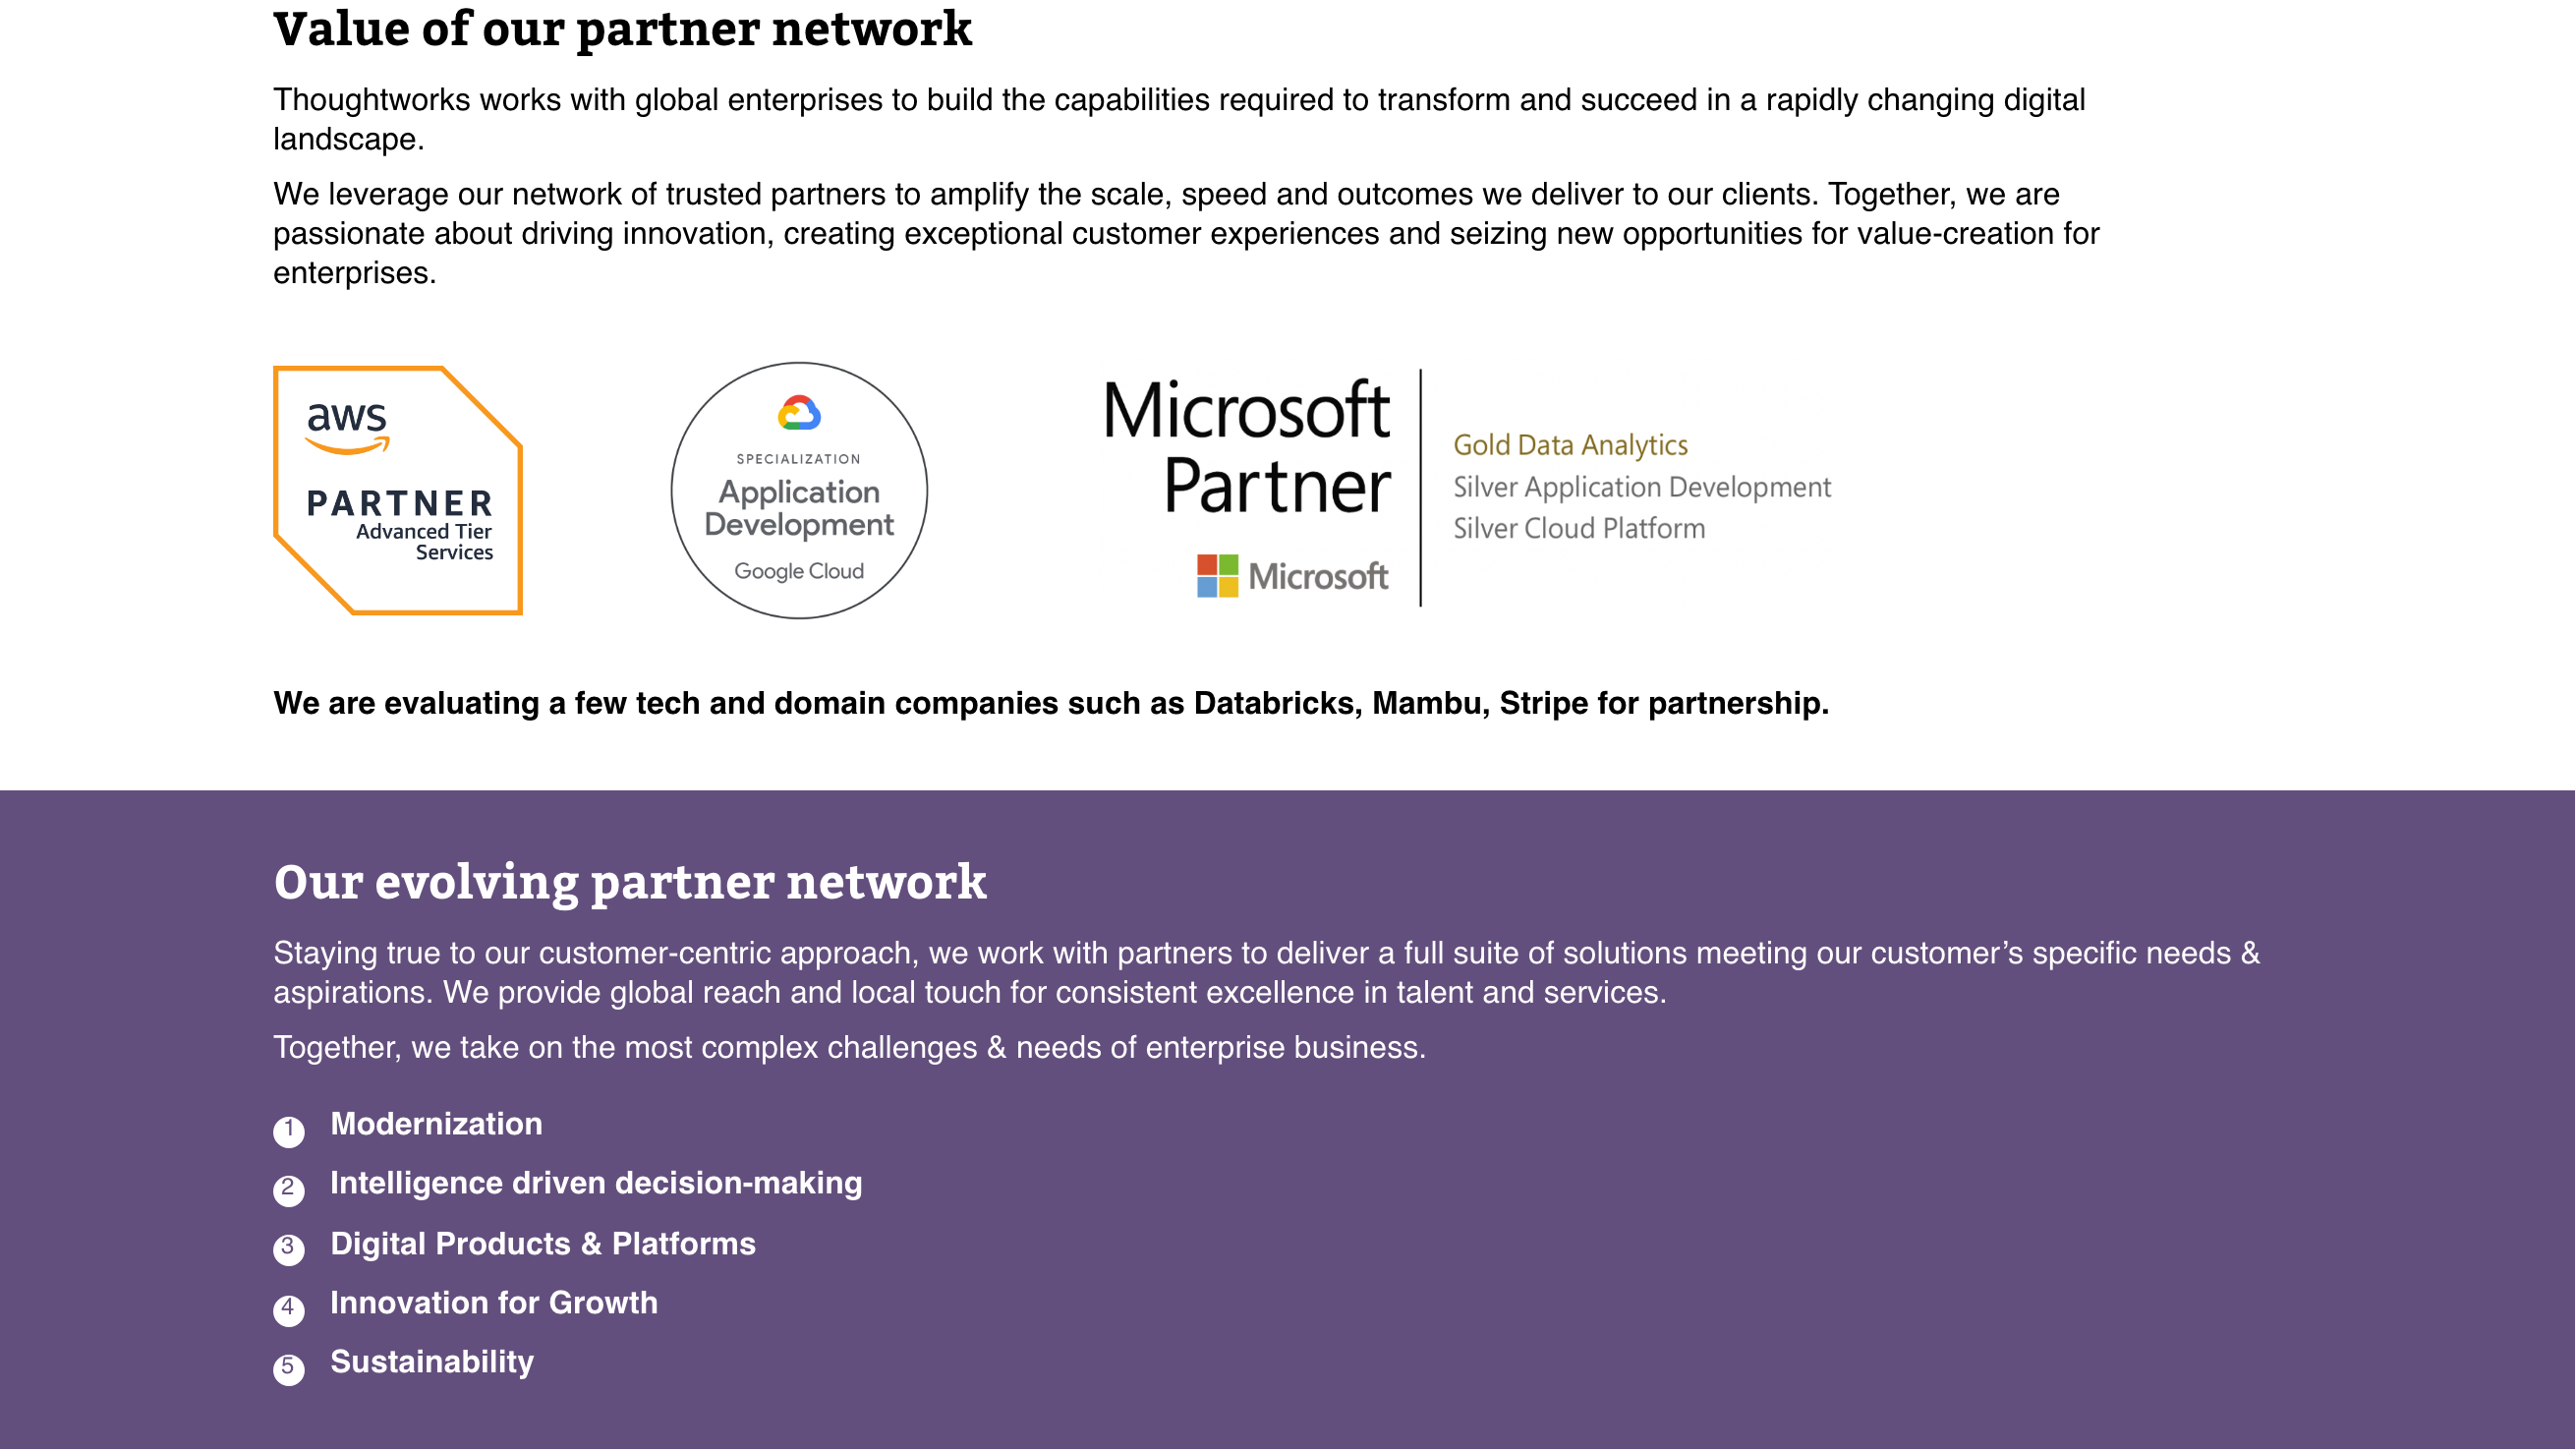 Value of our partner network
Thoughtworks works with global enterprises to build the capabilities required to transform and succeed in a rapidly changing digital
landscape.
We leverage our network of trusted partners to amplify the scale, speed and outcomes we deliver to our clients. Together, we are
passionate about driving innovation, creating exceptional customer experiences and seizing new opportunities for value-creation for
enterprises.
aws
PARTNER
Advanced Tier
Services
SPECIALIZATION
Application
Development
Google Cloud
Microsoft
Partner
Microsoft
Gold Data Analytics
Silver Application Development
Silver Cloud Platform
We are evaluating a few tech and domain companies such as Databricks, Mambu, Stripe for partnership.
Our evolving partner network
Staying true to our customer-centric approach, we work with partners to deliver a full suite of solutions meeting our customer’s specific needs &
aspirations. We provide global reach and local touch for consistent excellence in talent and services.
Together, we take on the most complex challenges & needs of enterprise business.
1 Modernization
2 Intelligence driven decision-making
3 Digital Products & Platforms
4 Innovation for Growth
5 Sustainability